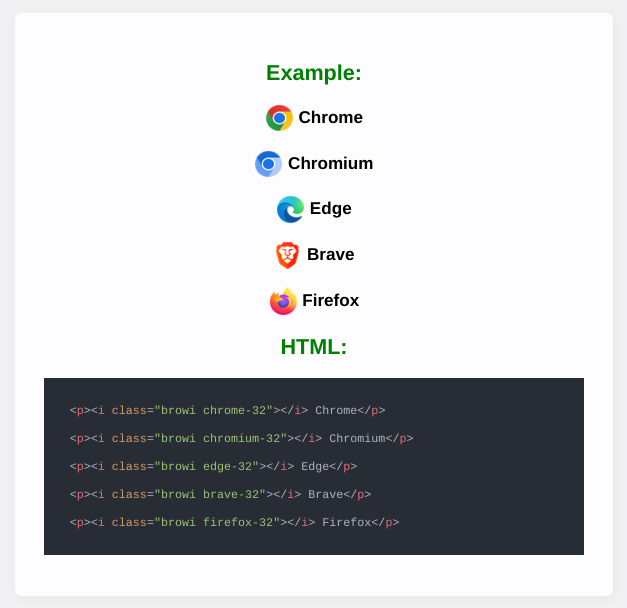 Example:
Chrome
Chromium
Edge
Brave
Firefox
HTML:
<p><i class="browi chrome-32"></i> Chrome</p>
<p><i class="browi chromium-32"></i> Chromium</p>
<p><i class="browi edge-32"></i> Edge</p>
<p><i class="browi brave-32"></i> Brave</p>
<p><i class="browi firefox-32"></i> Firefox</p>